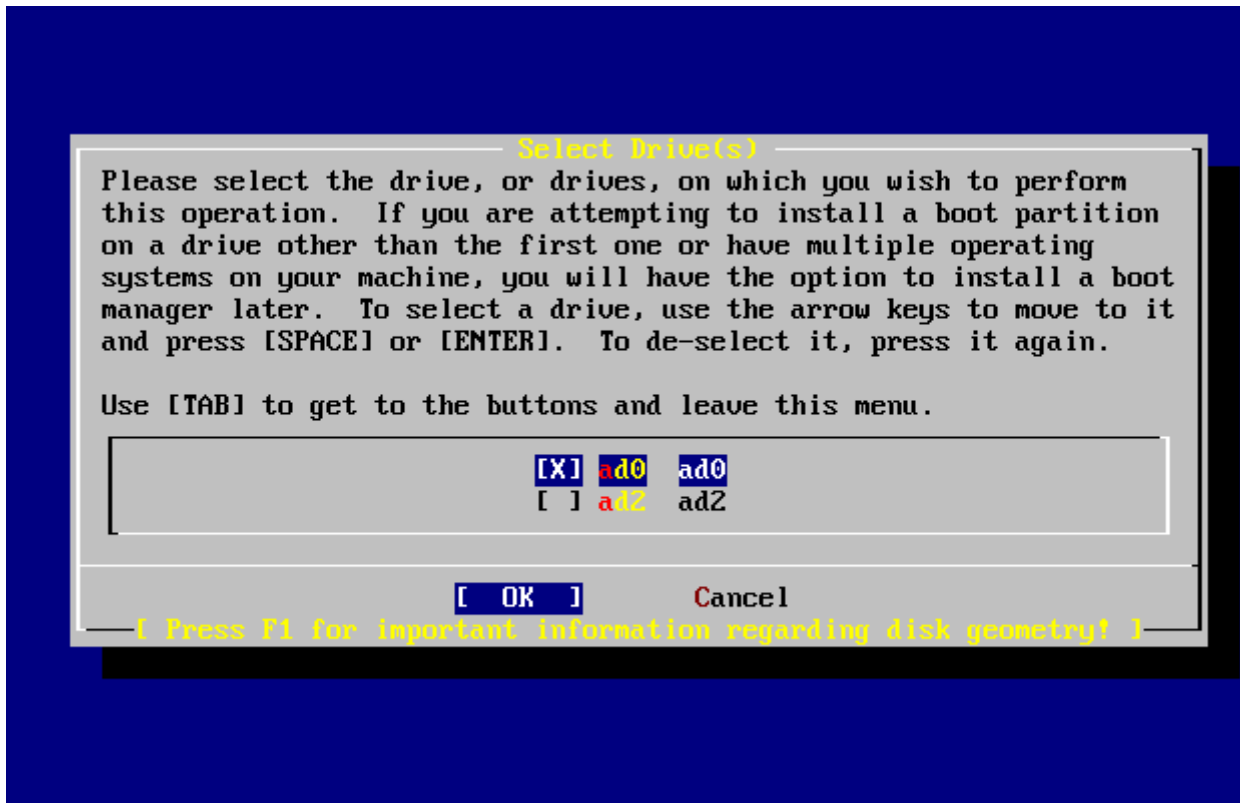 Select Drive(s)
Please select the drive, or drives, on which you wish to perform
this operation.  If you are attempting to install a boot partition
on a drive other than the first one or have multiple operating
systems on your machine, you will have the option to install a boot
manager later.  To select a drive, use the arrow keys to move to it
and press [SPACE] or [ENTER].  To de-select it, press it again.
Use [TAB] to get to the buttons and leave this menu.
[X] ad0  ad0
[ ] ad2  ad2
[  OK  ]       Cancel
[ Press F1 for important information regarding disk geometry! ]